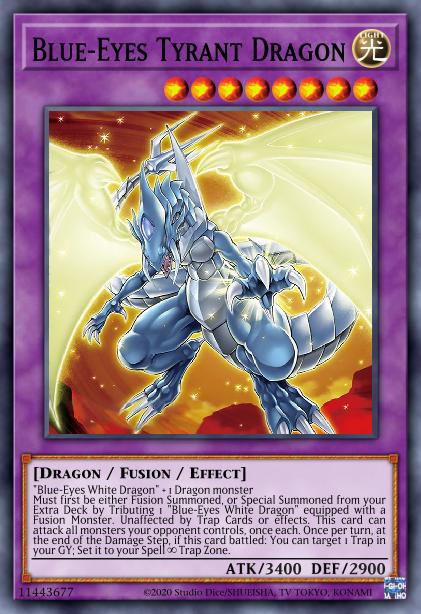 BLUE-EYES TYRANT DRAGON
LIGHT
光
[DRAGON / FUSION / EFFECT]
"Blue-Eyes White Dragon" + 1 Dragon monster
Must first be either Fusion Summoned, or Special Summoned from your
Extra Deck by Tributing 1 "Blue-Eyes White Dragon" equipped with a
Fusion Monster. Unaffected by Trap Cards or effects. This card can
attack all monsters your opponent controls, once each. Once per turn, at
the end of the Damage Step, if this card battled: You can target 1 Trap in
your GY; Set it to your Spell ∞ Trap Zone.
ATK/3400 DEF/2900
11443677
©2020 Studio Dice/SHUEISHA, TV TOKYO, KONAMI